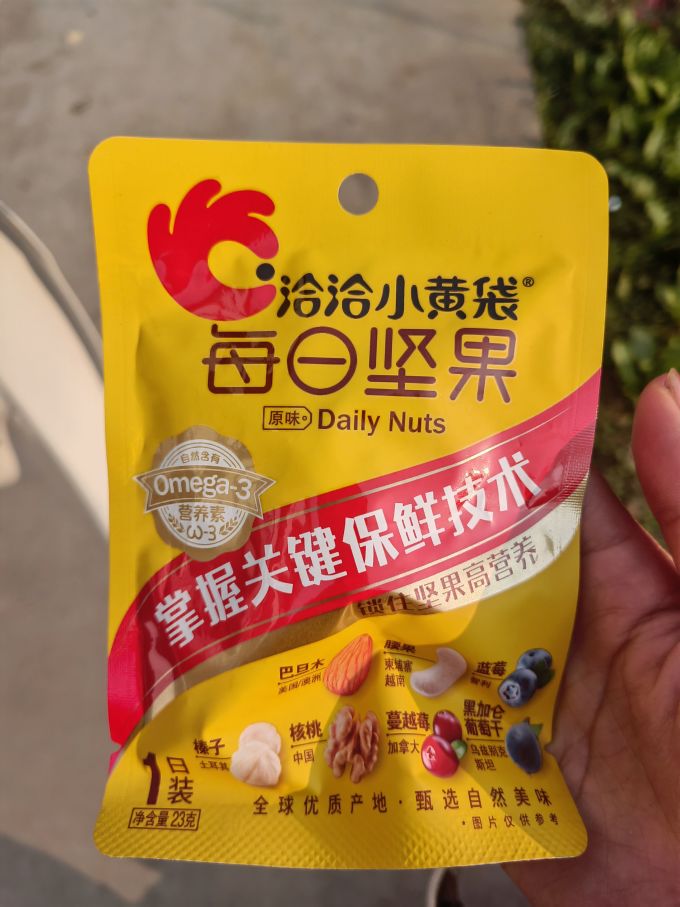 洽洽小黄袋®
每日坚果
原味 Daily Nuts
自然含有
Omega-3
营养素
ω-3
掌握关键保鲜技术
锁住坚果高营养
巴旦木
美国/澳洲
腰果
柬埔寨
越南
蓝莓
智利
榛子
土耳其
核桃
中国
蔓越莓
加拿大
黑加仑
葡萄干
乌兹别克
斯坦
1日装
净含量 23克
全球优质产地·甄选自然美味
*图片仅供参考